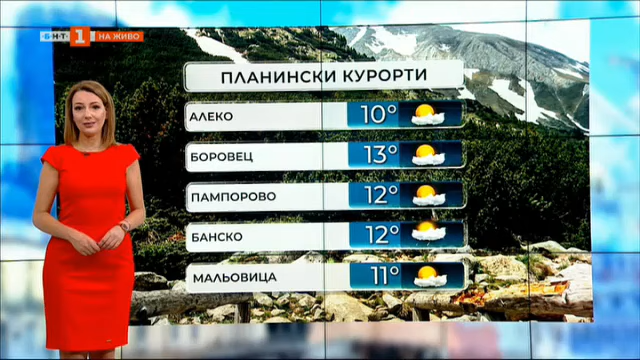 БНТ 1 НА ЖИВО
ПЛАНИНСКИ КУРОРТИ
АЛЕКО 10°
БОРОВЕЦ 13°
ПАМПОРОВО 12°
БАНСКО 12°
МАЛЬОВИЦА 11°